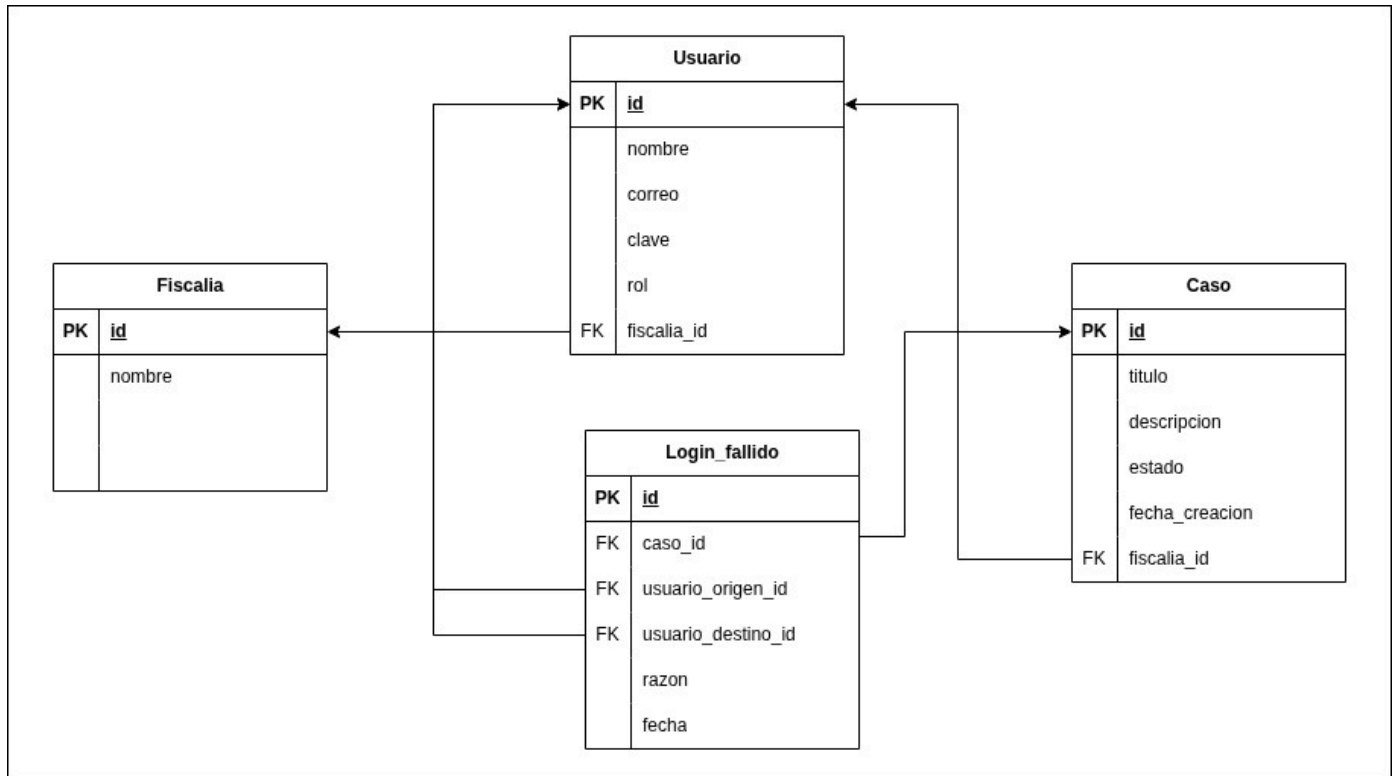 Usuario
PK id
nombre
correo
clave
rol
FK fiscalia_id
Fiscalia
PK id
nombre
Caso
PK id
titulo
descripcion
estado
fecha_creacion
FK fiscalia_id
Login_fallido
PK id
FK caso_id
FK usuario_origen_id
FK usuario_destino_id
razon
fecha